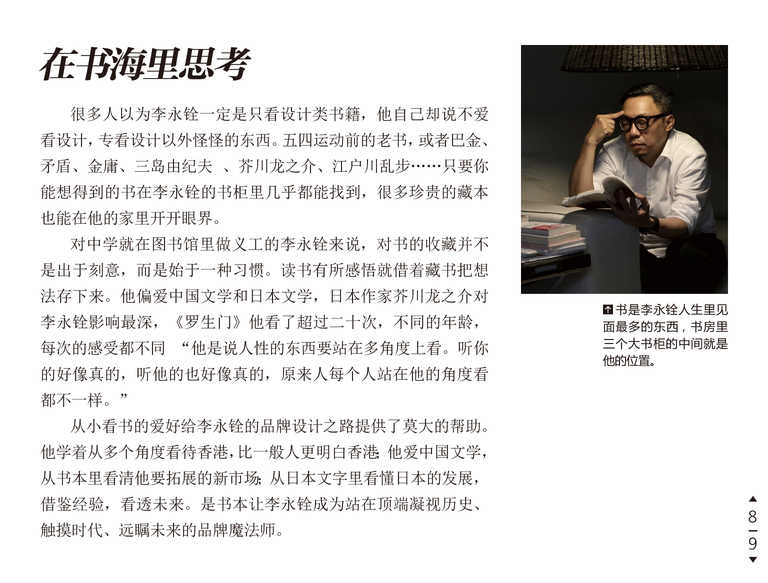 在书海里思考
很多人以为李永铨一定是只看设计类书籍，他自己却说不爱
看设计，专看设计以外怪怪的东西。五四运动前的老书，或者巴金、
矛盾、金庸、三岛由纪夫 、芥川龙之介、江户川乱步……只要你
能想得到的书在李永铨的书柜里几乎都能找到，很多珍贵的藏本
也能在他的家里开开眼界。
对中学就在图书馆里做义工的李永铨来说，对书的收藏并不
是出于刻意，而是始于一种习惯。读书有所感悟就借着藏书把想
法存下来。他偏爱中国文学和日本文学，日本作家芥川龙之介对
李永铨影响最深，《罗生门》他看了超过二十次，不同的年龄，
每次的感受都不同 “他是说人性的东西要站在多角度上看。听你
的好像真的，听他的也好像真的，原来人每个人站在他的角度看
都不一样。”
从小看书的爱好给李永铨的品牌设计之路提供了莫大的帮助。
他学着从多个角度看待香港，比一般人更明白香港；他爱中国文学，
从书本里看清他要拓展的新市场；从日本文字里看懂日本的发展，
借鉴经验，看透未来。是书本让李永铨成为站在顶端凝视历史、
触摸时代、远瞩未来的品牌魔法师。
书是李永铨人生里见
面最多的东西，书房里
三个大书柜的中间就是
他的位置。
8
9